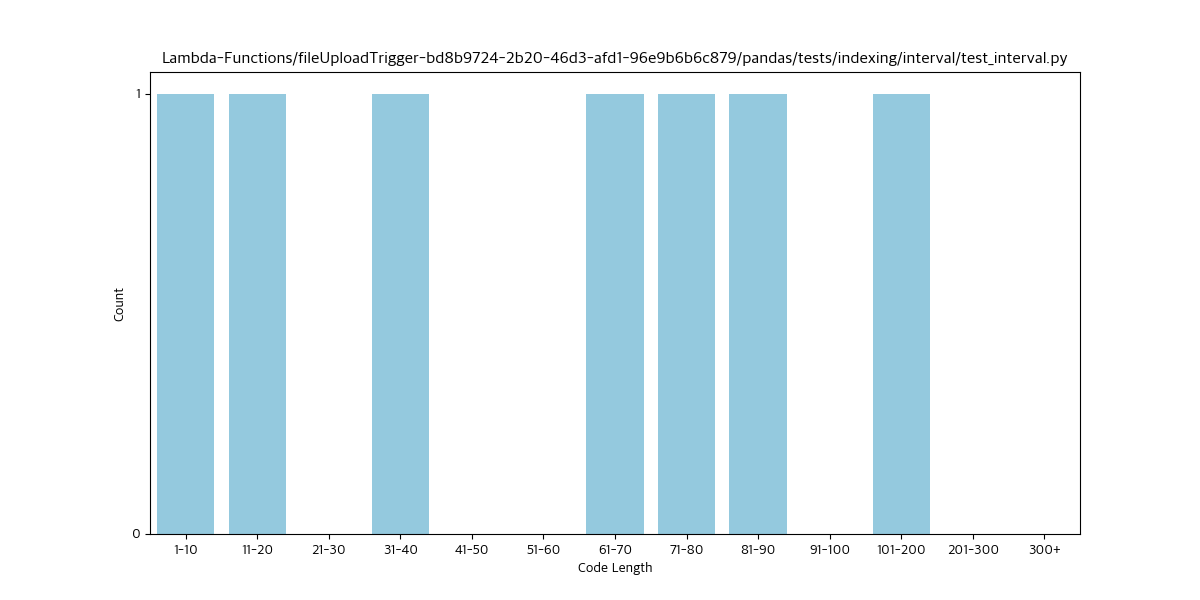 Lambda-Functions/fileUploadTrigger-bd8b9724-2b20-46d3-afd1-96e9b6b6c879/pandas/tests/indexing/interval/test_interval.py
1
Count
0
1-10 11-20 21-30 31-40 41-50 51-60 61-70 71-80 81-90 91-100 101-200 201-300 300+
Code Length